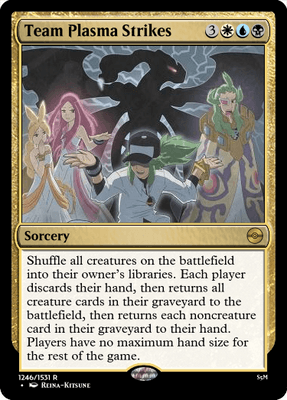 Team Plasma Strikes 3
Sorcery
Shuffle all creatures on the battlefield
into their owner's libraries. Each player
discards their hand, then returns all
creature cards in their graveyard to the
battlefield, then returns each noncreature
card in their graveyard to their hand.
Players have no maximum hand size for
the rest of the game.
1246/1531 R
SsM
• Reina-Kitsune